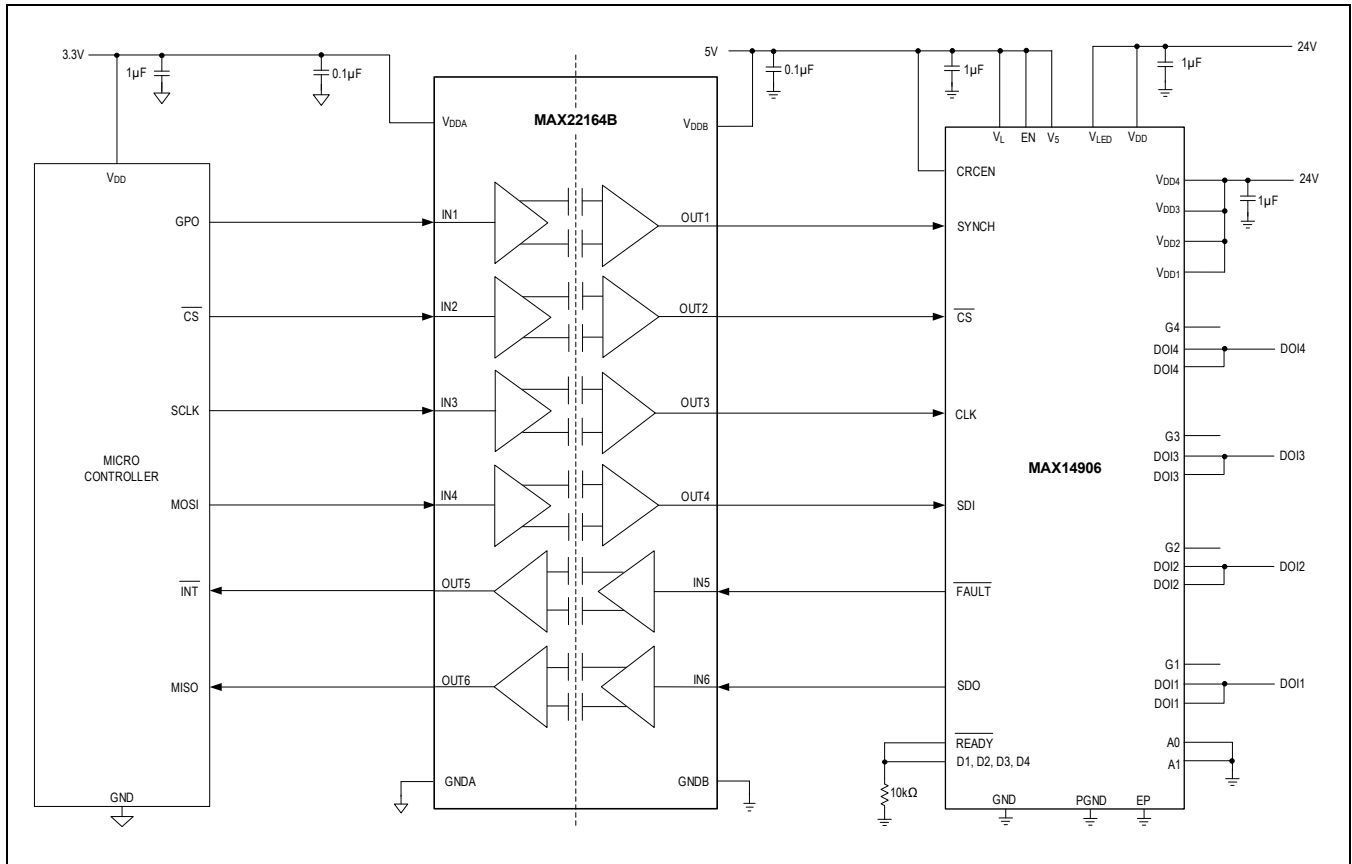 3.3V
1µF
0.1µF
5V
0.1µF
1µF
24V
1µF
MICRO
CONTROLLER
VDD
GPO
CS
SCLK
MOSI
INT
MISO
GND
MAX22164B
VDDA
VDDB
IN1
OUT1
IN2
OUT2
IN3
OUT3
IN4
OUT4
OUT5
IN5
OUT6
IN6
GNDA
GNDB
MAX14906
VL
EN
V5
VLED
VDD
CRCEN
SYNCH
CS
CLK
SDI
FAULT
SDO
READY
D1, D2, D3, D4
10kΩ
VDD4
24V
1µF
VDD3
VDD2
VDD1
G4
DOI4
DOI4
DOI4
G3
DOI3
DOI3
DOI3
G2
DOI2
DOI2
DOI2
G1
DOI1
DOI1
DOI1
A0
A1
GND
PGND
EP